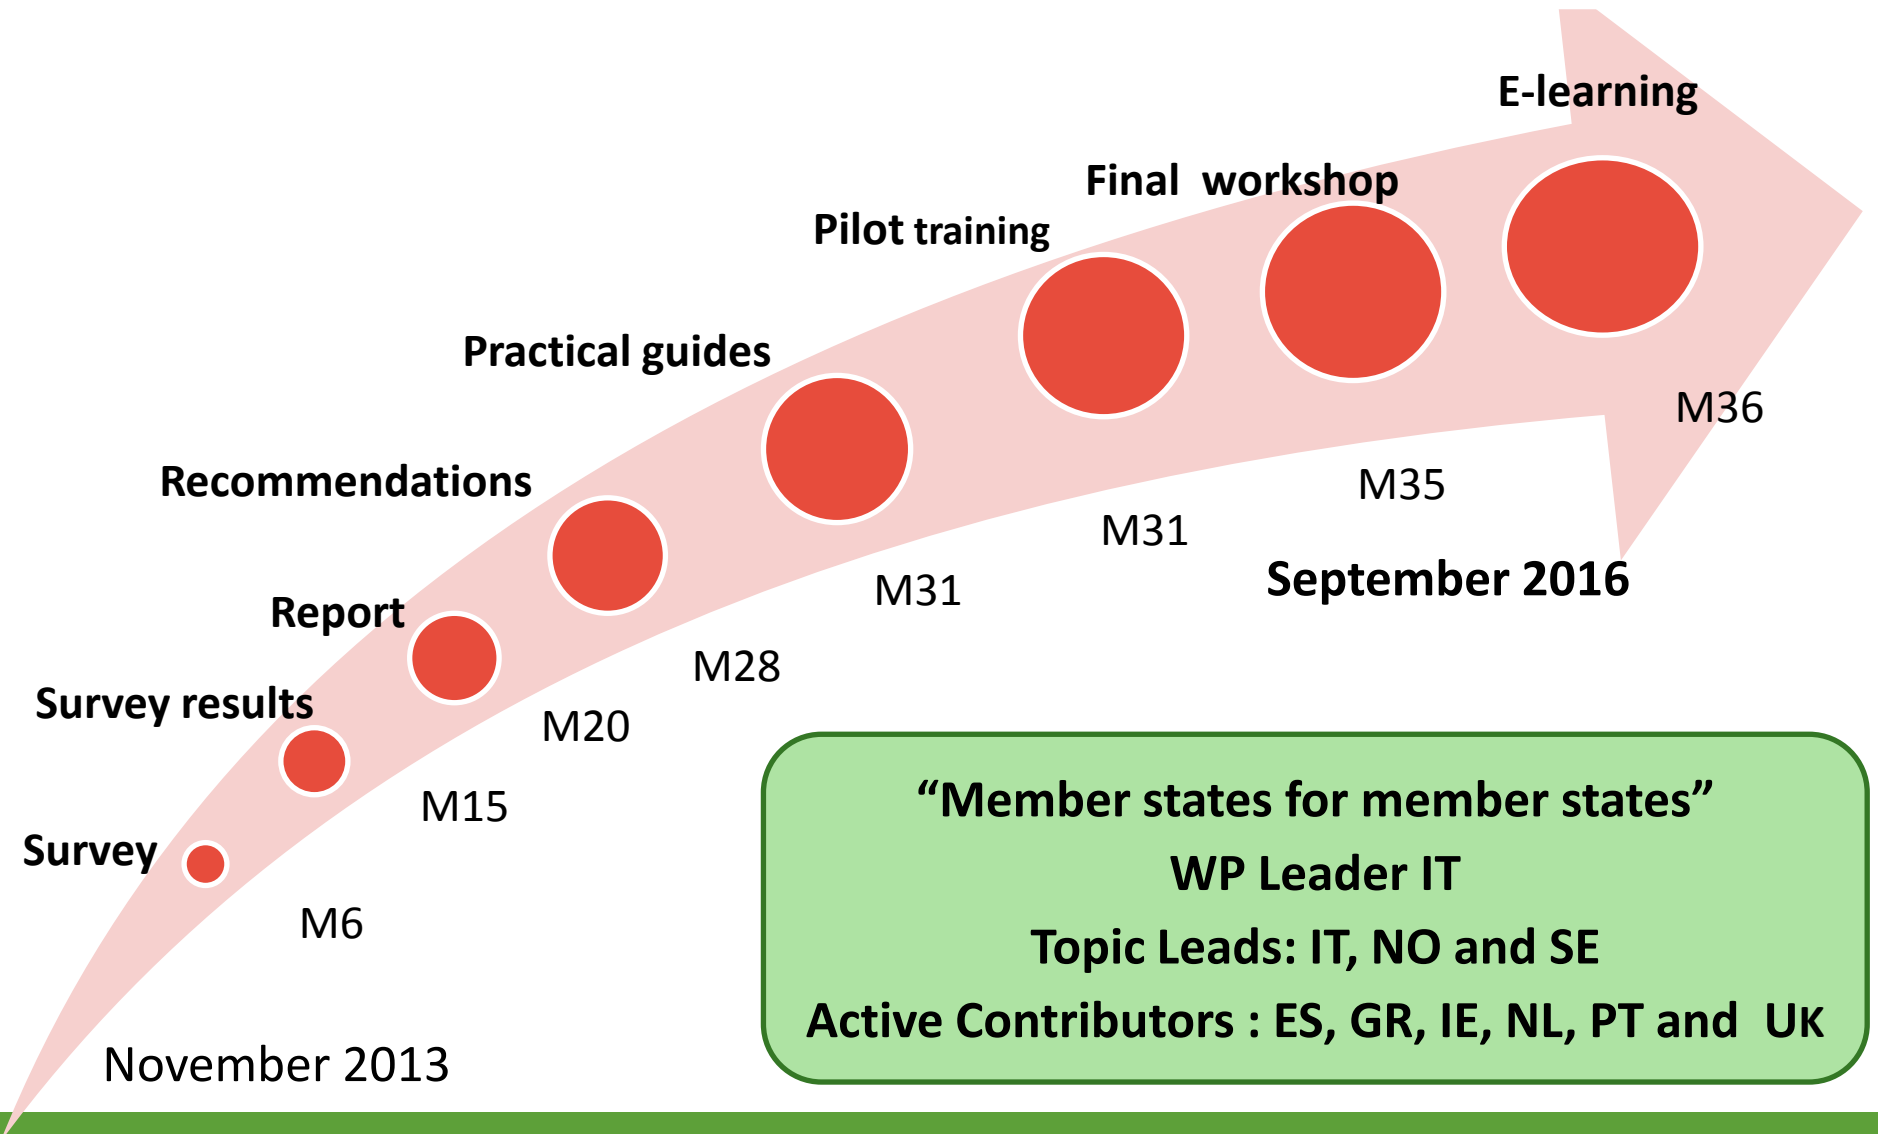 E-learning
Final workshop
Pilot training
Practical guides
M36
Recommendations
M35
M31
September 2016
M31
Report
M28
Survey results
M20
M15
Survey
M6
November 2013
“Member states for member states”
WP Leader IT
Topic Leads: IT, NO and SE
Active Contributors : ES, GR, IE, NL, PT and UK